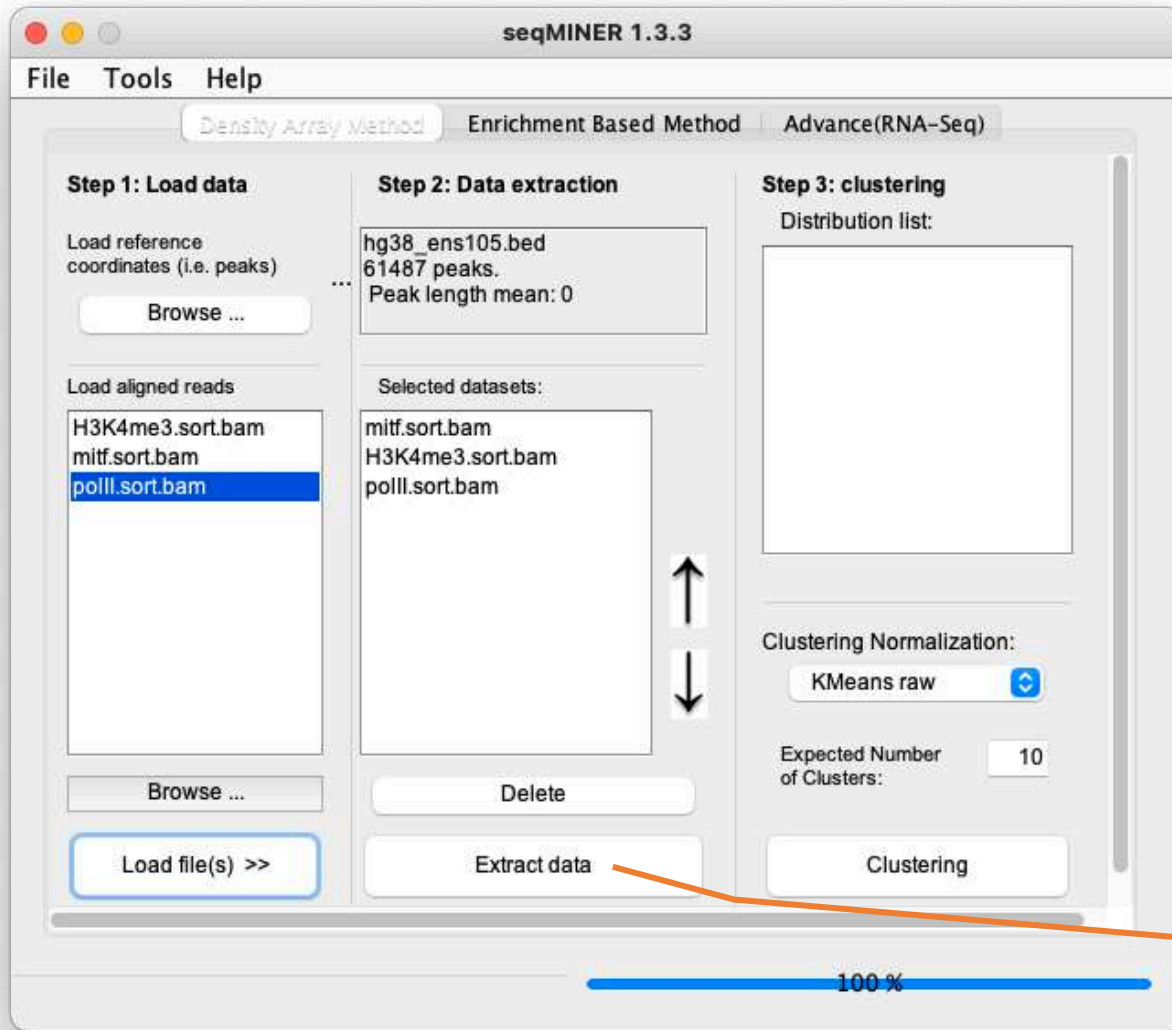 seqMINER 1.3.3
File Tools Help
Density Array Method Enrichment Based Method Advance(RNA-Seq)
Step 1: Load data
Load reference
coordinates (i.e. peaks)
...
Browse ...
Load aligned reads
H3K4me3.sort.bam
mitf.sort.bam
polII.sort.bam
Browse ...
Load file(s) >>
Step 2: Data extraction
hg38_ens105.bed
61487 peaks.
Peak length mean: 0
Selected datasets:
mitf.sort.bam
H3K4me3.sort.bam
polII.sort.bam
Delete
Extract data
Step 3: clustering
Distribution list:
Clustering Normalization:
KMeans raw
Expected Number
of Clusters:
10
Clustering
100 %